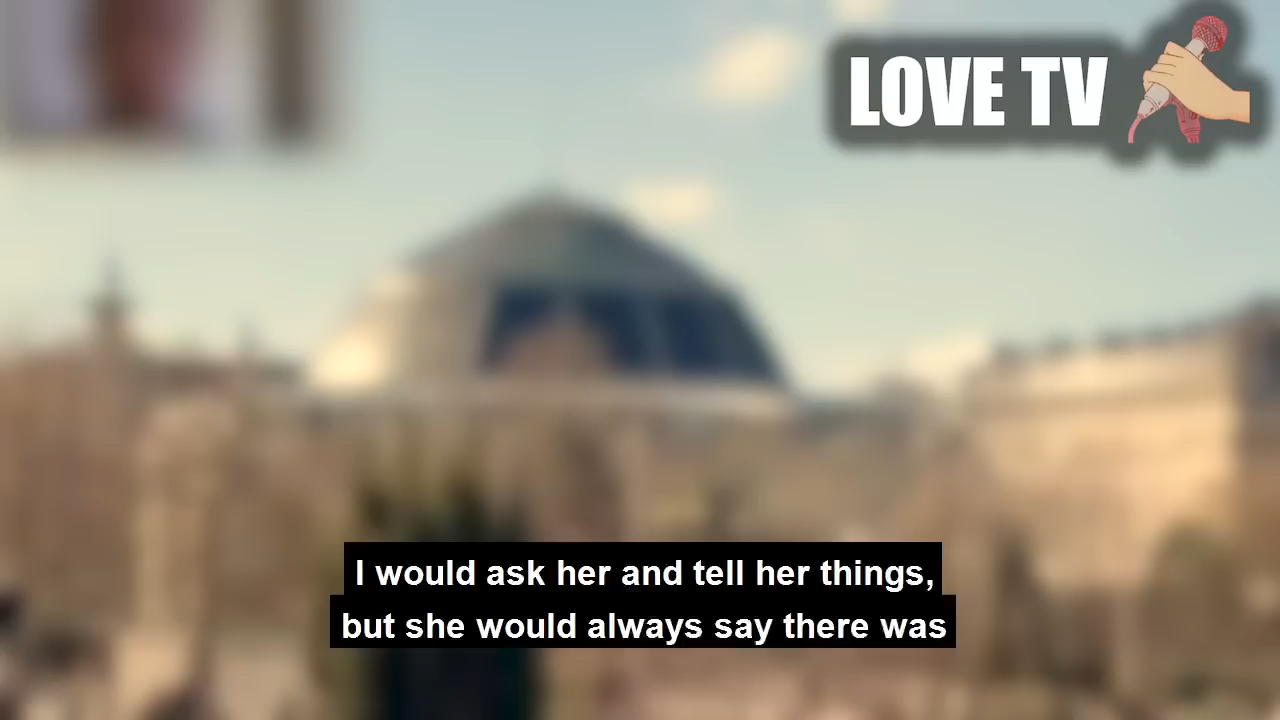 LOVE TV
I would ask her and tell her things,
but she would always say there was